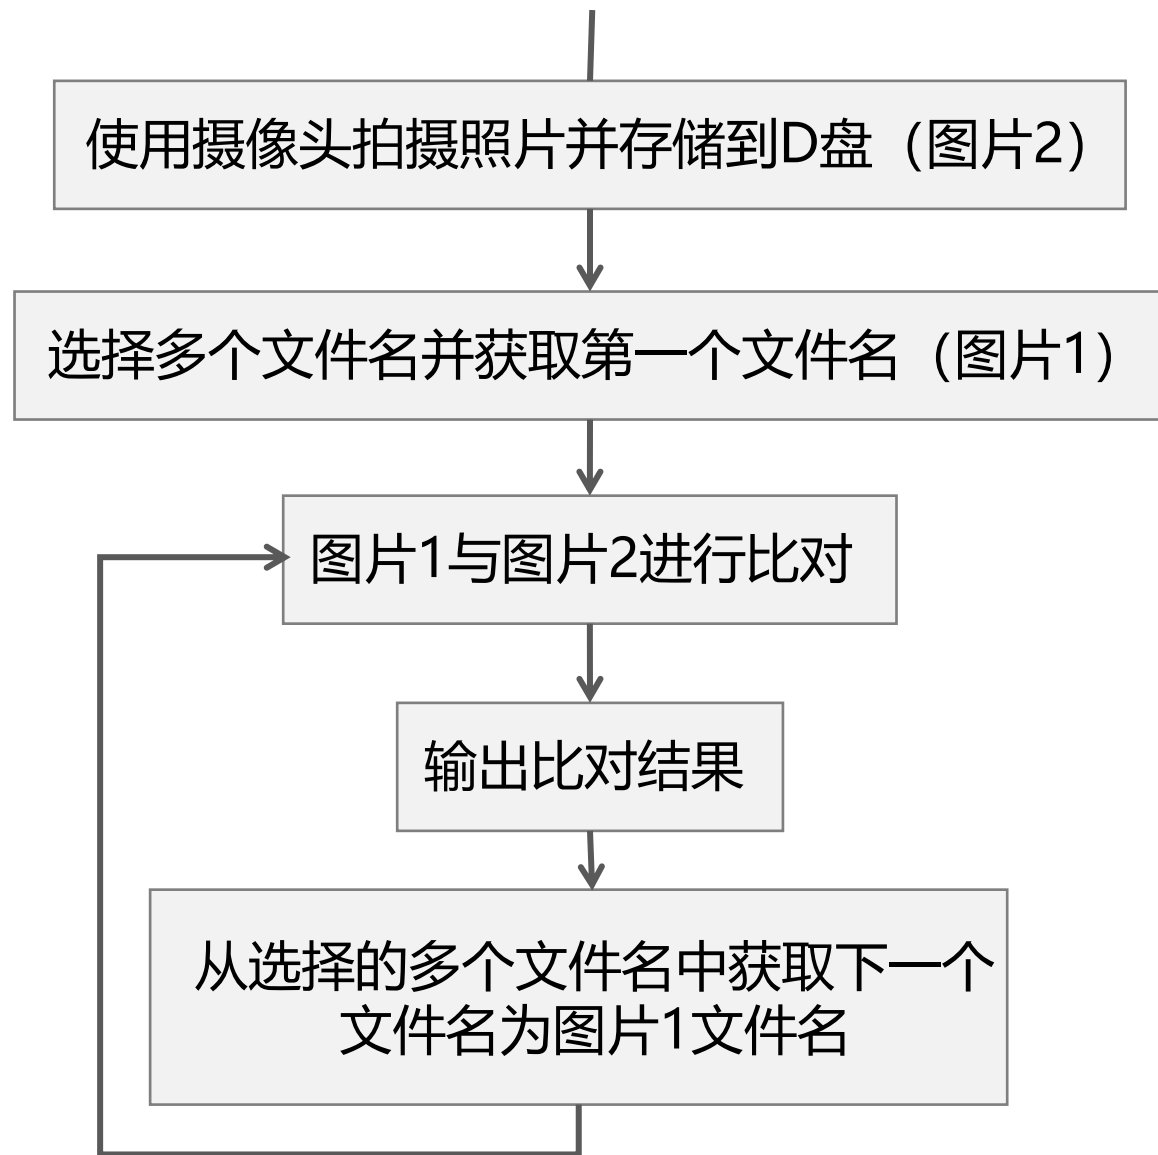 使用摄像头拍摄照片并存储到D盘（图片2）
选择多个文件名并获取第一个文件名（图片1）
图片1与图片2进行比对
输出比对结果
从选择的多个文件名中获取下一个
文件名为图片1文件名